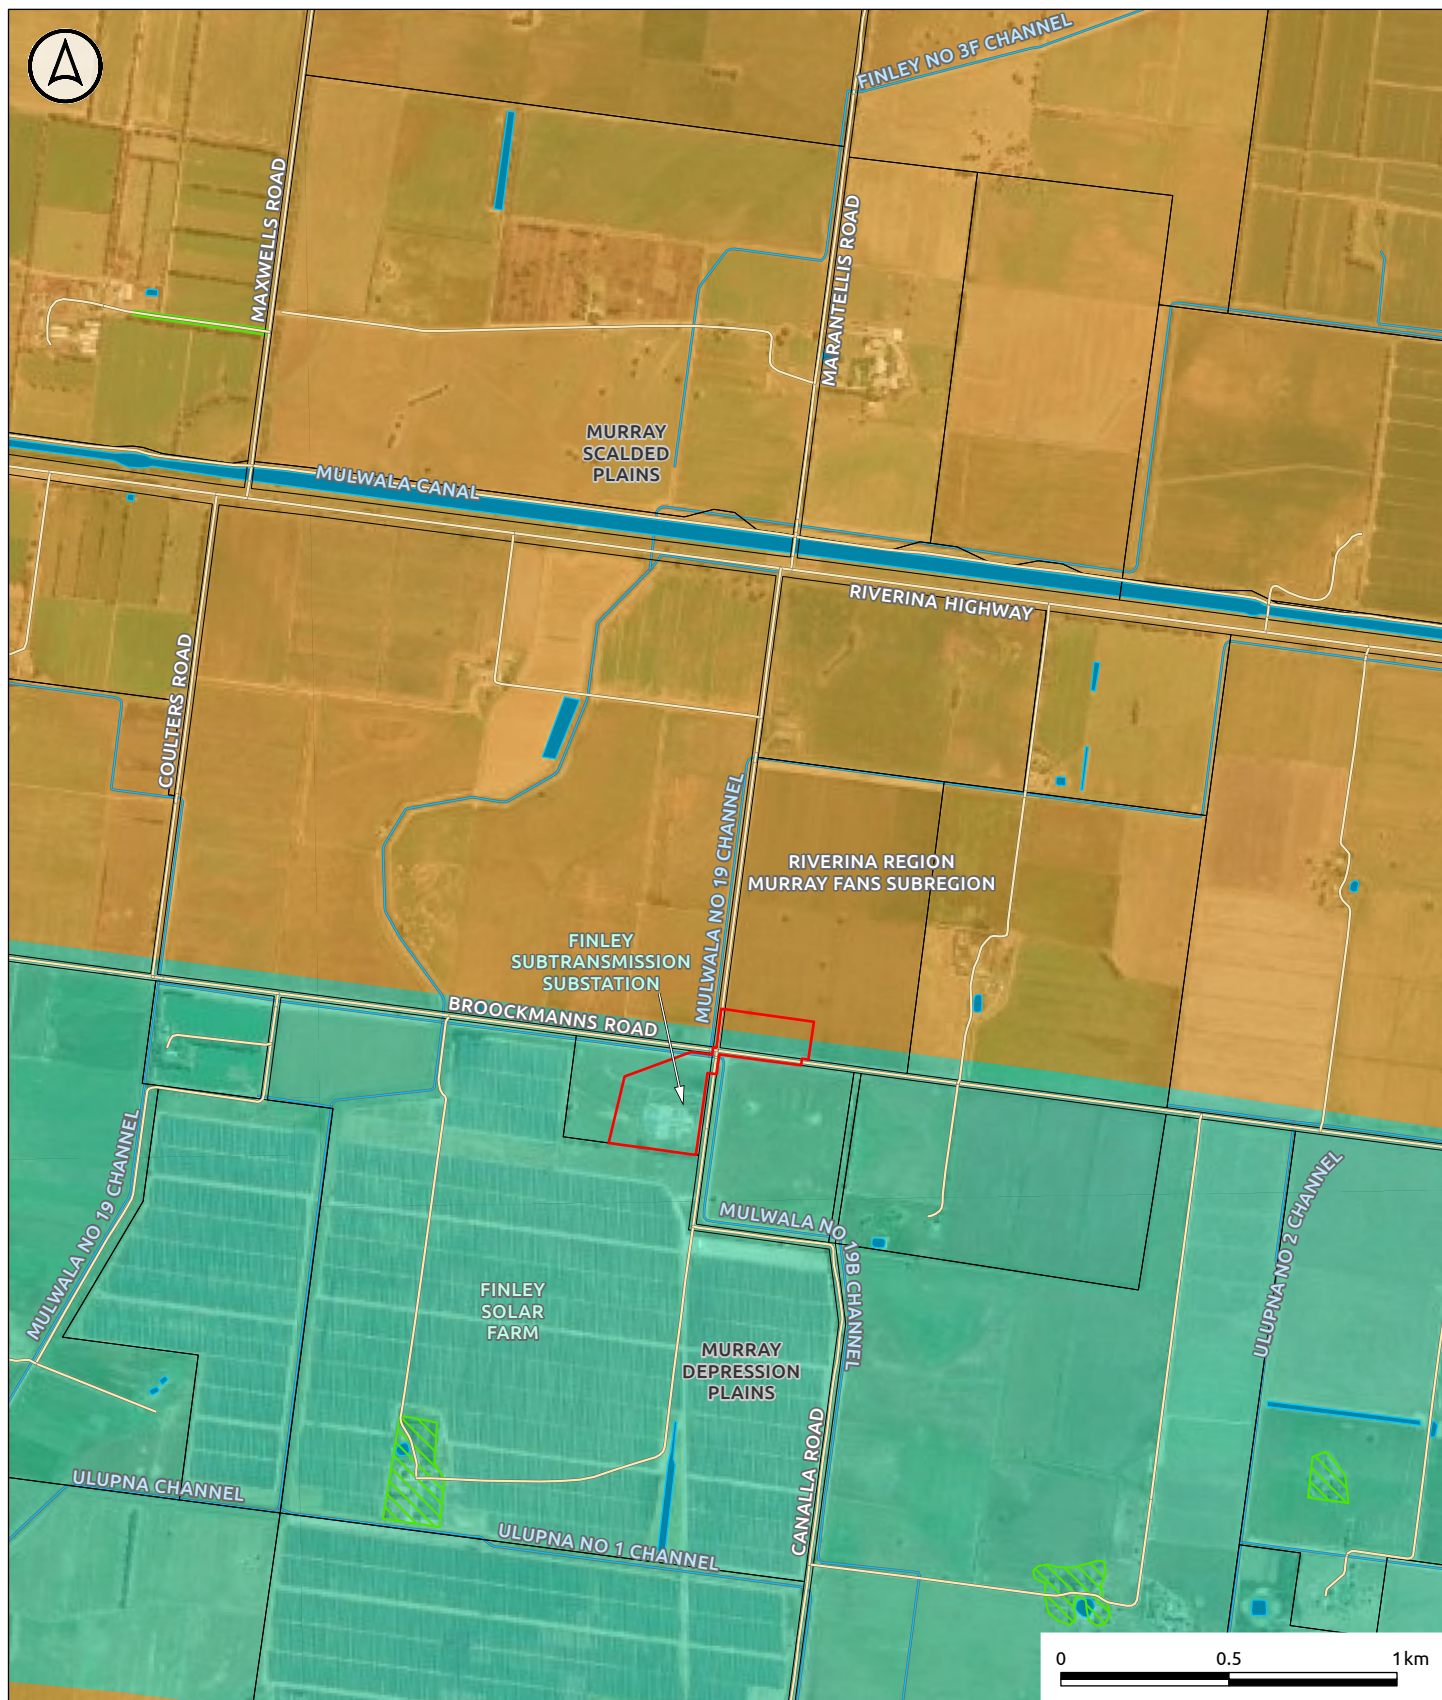 FINLEY NO 3F CHANNEL
MAXWELLS ROAD
MARANTELLIS ROAD
MURRAY
SCALDED
PLAINS
MULWALA CANAL
RIVERINA HIGHWAY
COULTERS ROAD
MULWALA NO 19 CHANNEL
RIVERINA REGION
MURRAY FANS SUBREGION
FINLEY
SUBTRANSMISSION
SUBSTATION
BROOCKMANNS ROAD
MULWALA NO 19 CHANNEL
MULWALA NO 19B CHANNEL
ULUPNA NO 2 CHANNEL
FINLEY
SOLAR
FARM
MURRAY
DEPRESSION
PLAINS
CANALLA ROAD
ULUPNA CHANNEL
ULUPNA NO 1 CHANNEL
0 0.5 1 km